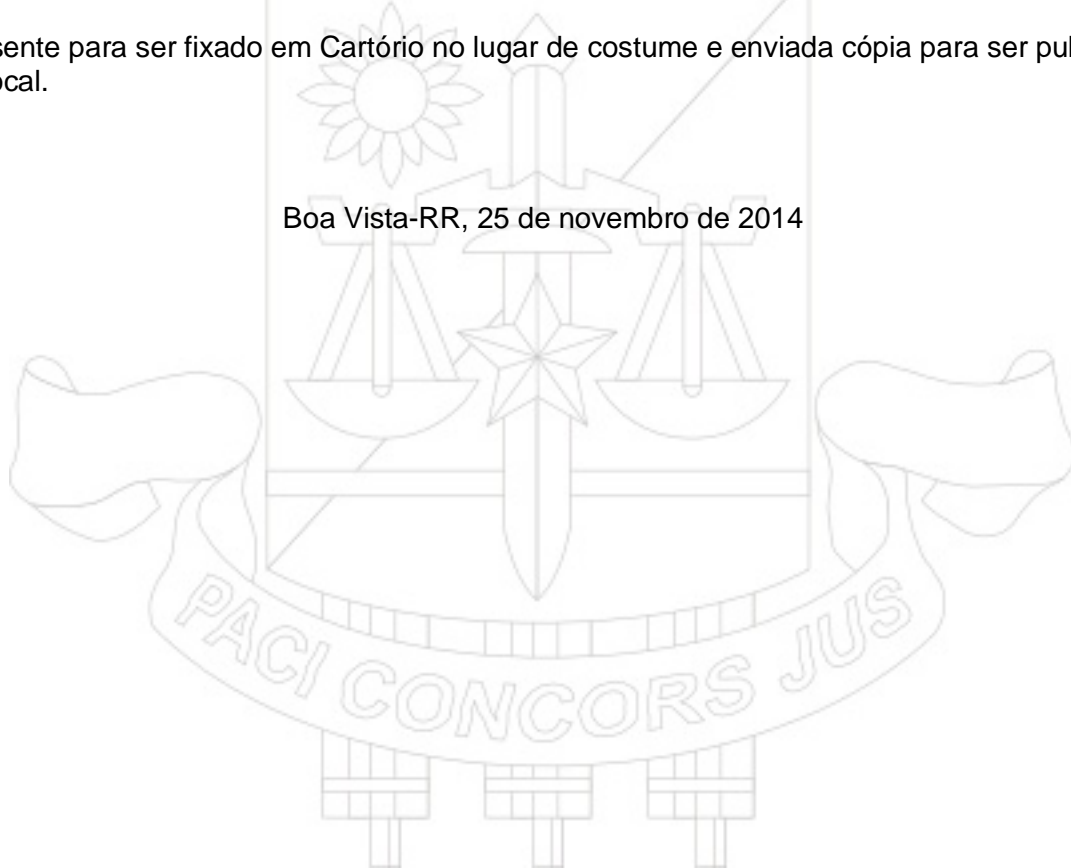 sente para ser fixado em Cartório no lugar de costume e enviada cópia para ser pu
ocal.
Boa Vista-RR, 25 de novembro de 2014
PACI CONCORS JUS